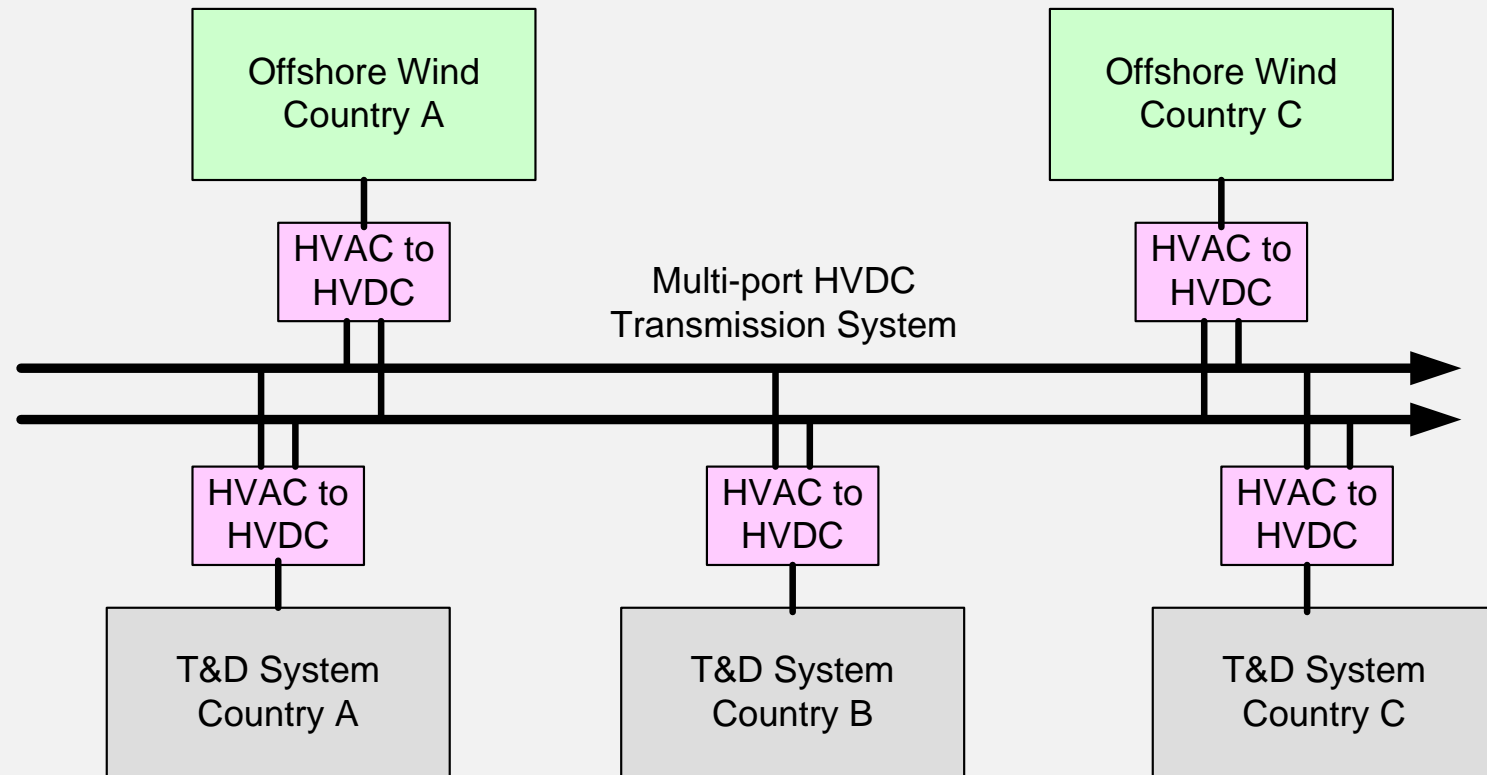 Offshore Wind
Country A
Offshore Wind
Country C
HVAC to
HVDC
Multi-port HVDC
Transmission System
HVAC to
HVDC
HVAC to
HVDC
HVAC to
HVDC
HVAC to
HVDC
T&D System
Country A
T&D System
Country B
T&D System
Country C